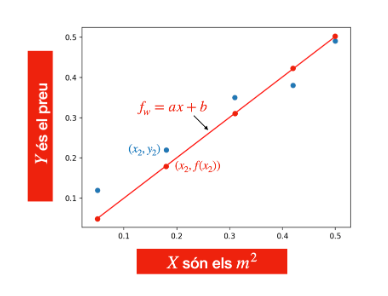 0.5
0.4
0.3
0.2
0.1
Y és el preu
f_w = ax + b
(x_2, y_2)
(x_2, f(x_2))
0.1 0.2 0.3 0.4 0.5
X són els m^2